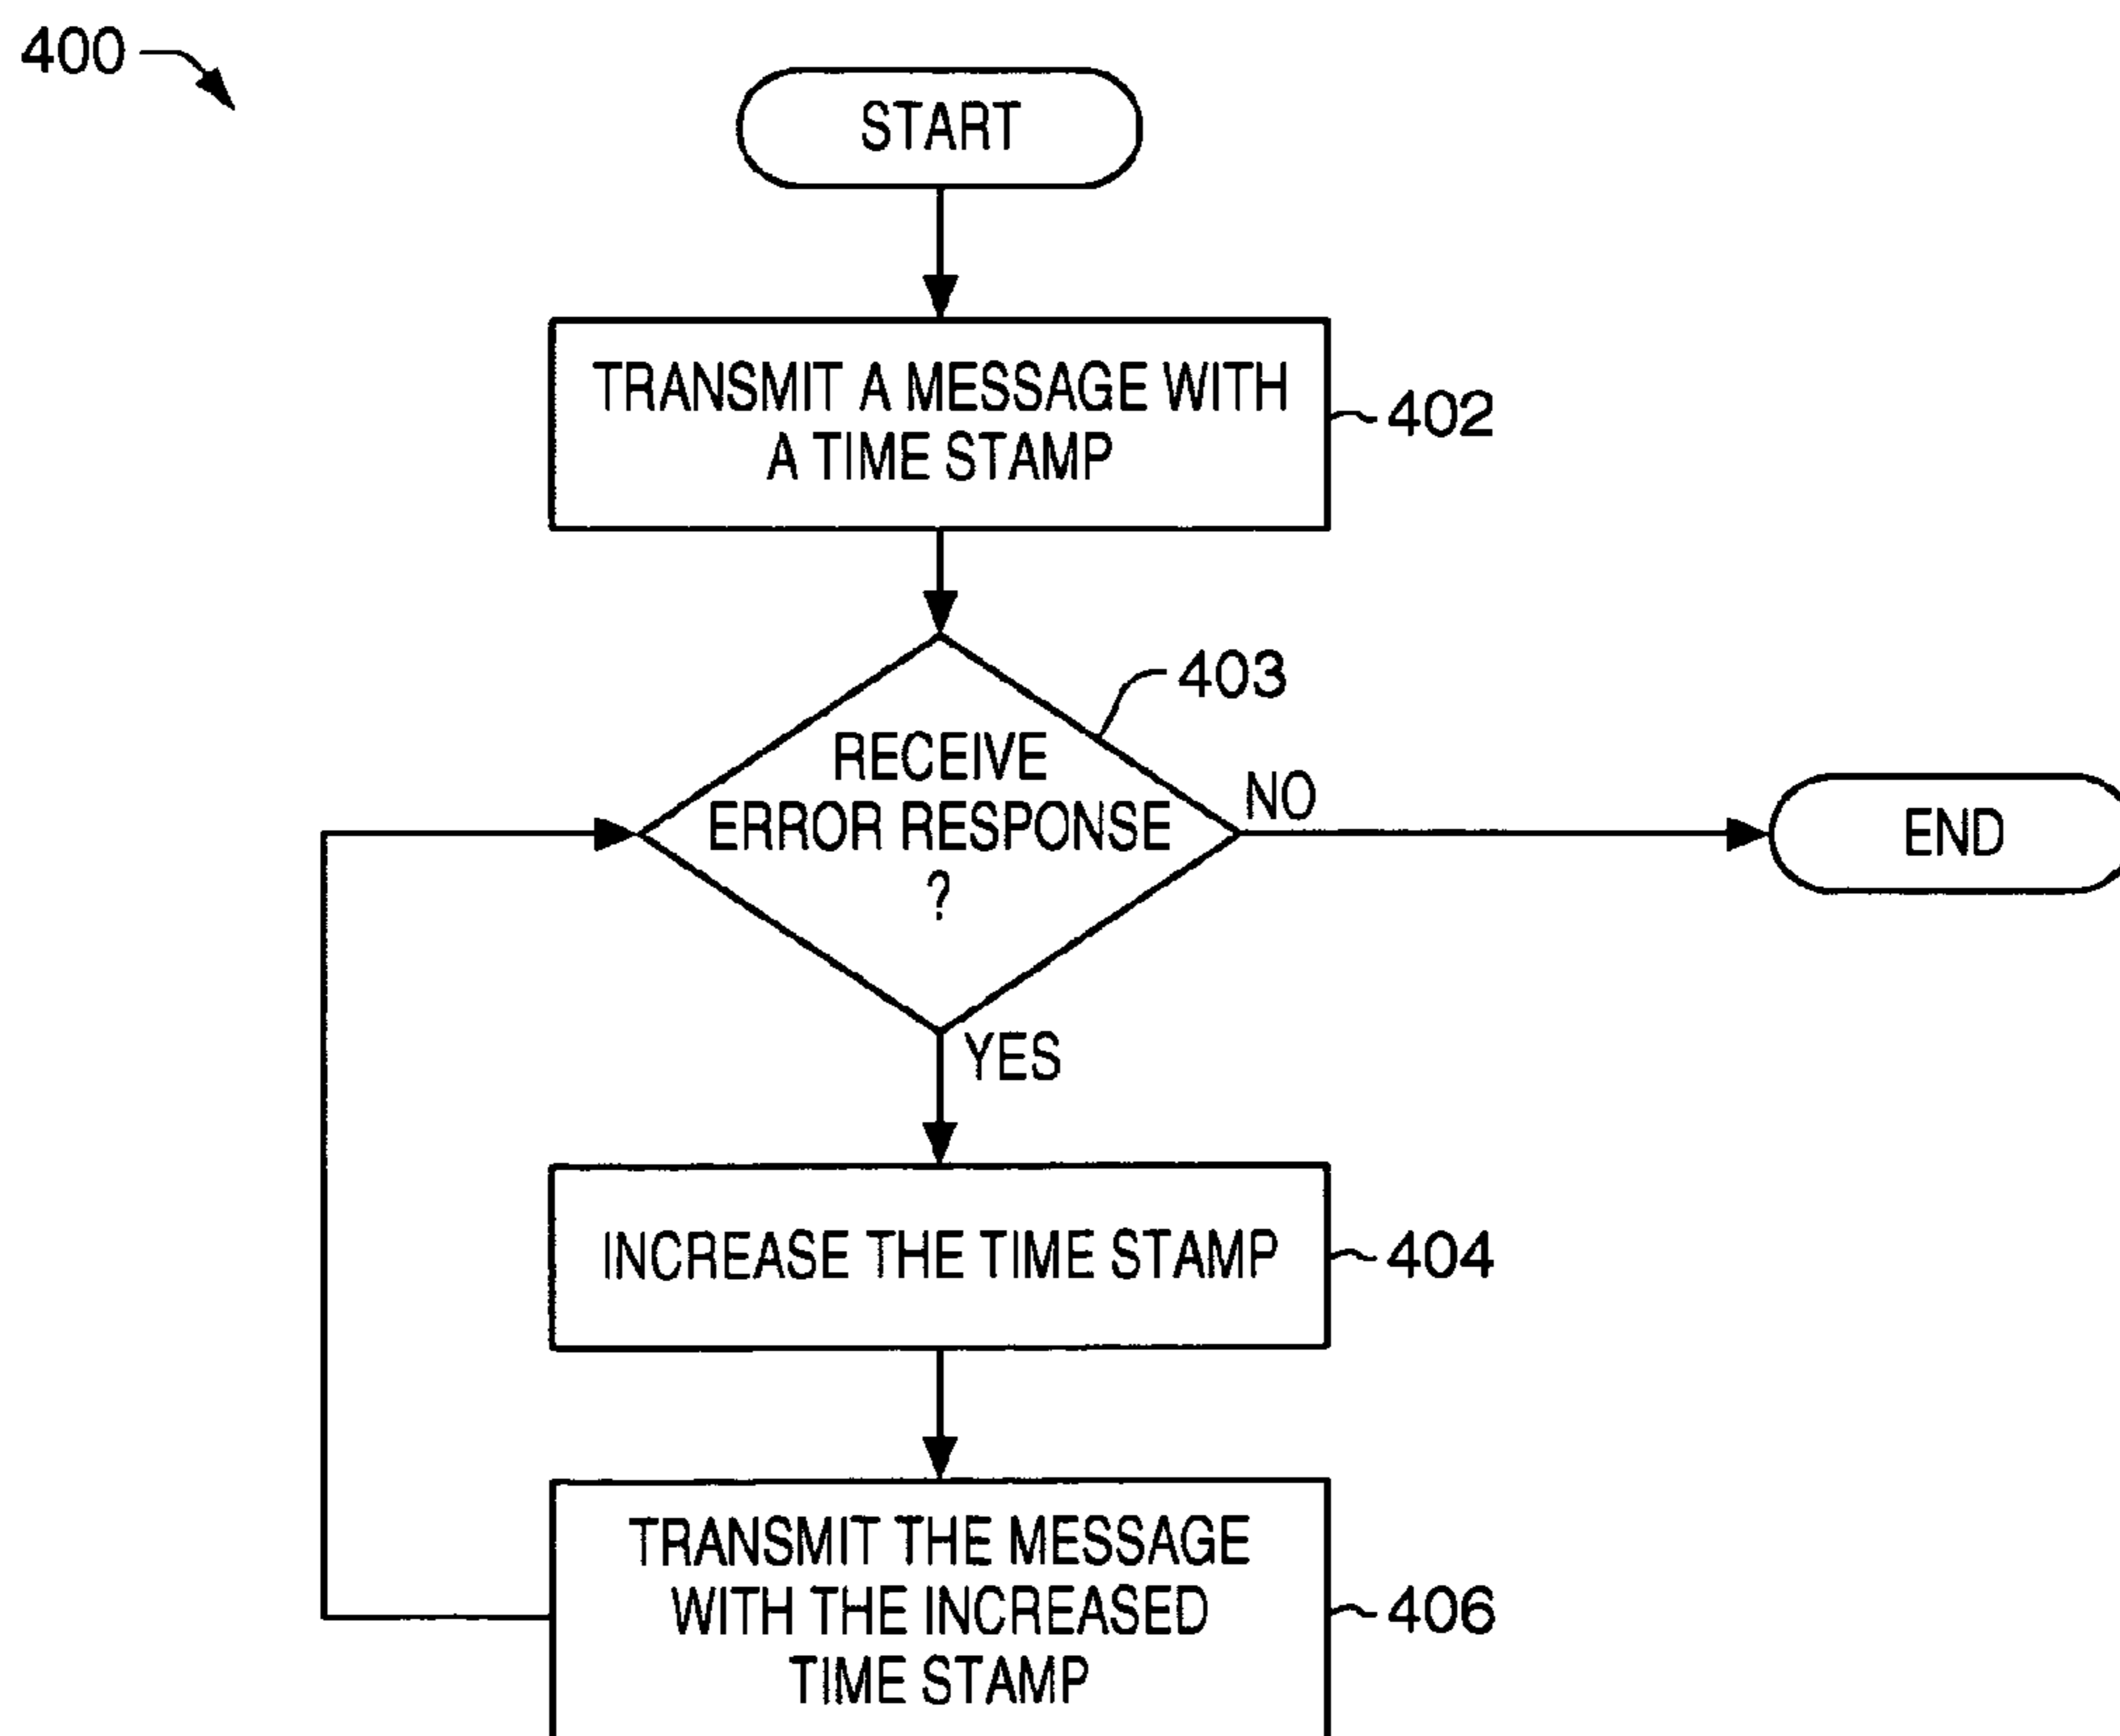 400
START
TRANSMIT A MESSAGE WITH
A TIME STAMP
402
403
RECEIVE
ERROR RESPONSE
?
NO
END
YES
INCREASE THE TIME STAMP
404
TRANSMIT THE MESSAGE
WITH THE INCREASED
TIME STAMP
406